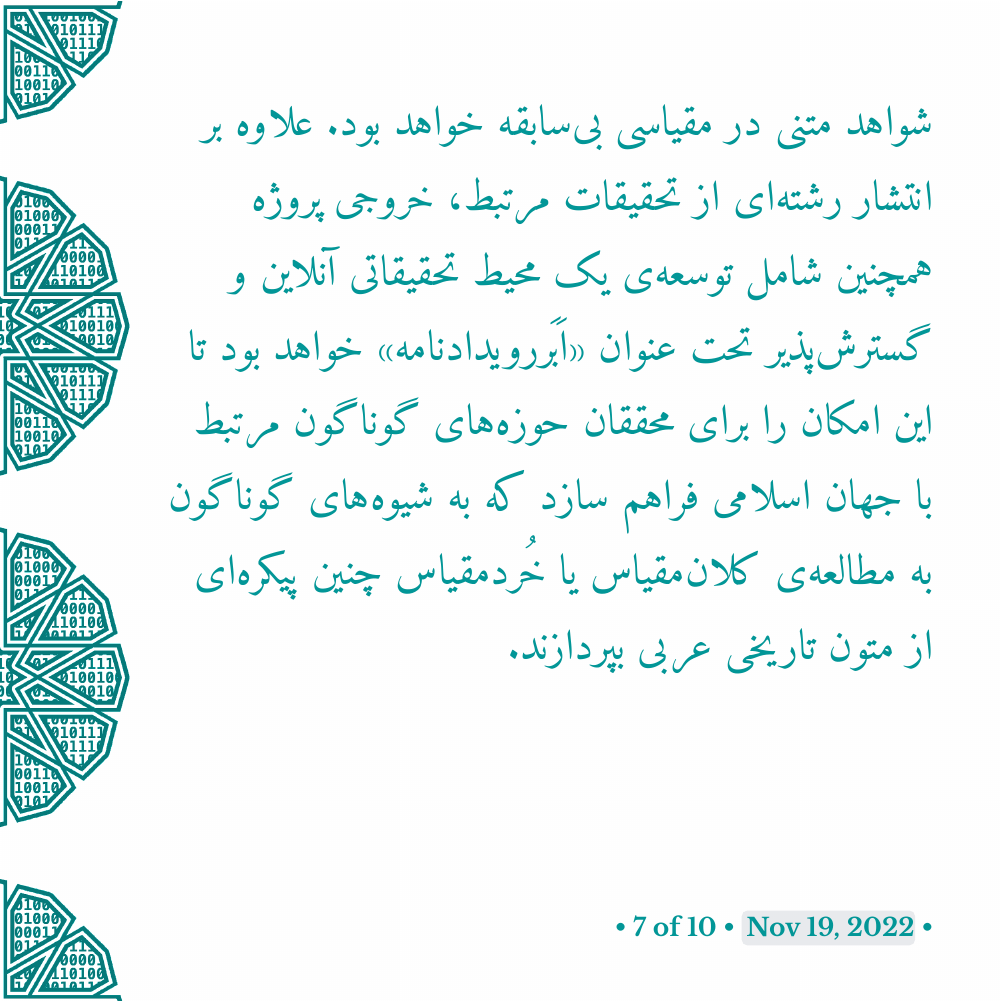 شواهد متنی در مقیاسی بی‌سابقه خواهد بود. علاوه بر
انتشار رشته‌ای از تحقیقات مرتبط، خروجی پروژه
همچنین شامل توسعه‌ی یک محیط تحقیقاتی آنلاین و
گسترش‌پذیر تحت عنوان «اَبَررویدادنامه» خواهد بود تا
این امکان را برای محققان حوزه‌های گوناگون مرتبط
با جهان اسلامی فراهم سازد که به شیوه‌های گوناگون
به مطالعه‌ی کلان‌مقیاس یا خُردمقیاس چنین پیکره‌ای
از متون تاریخی عربی بپردازند.
• 7 of 10 • Nov 19, 2022 •